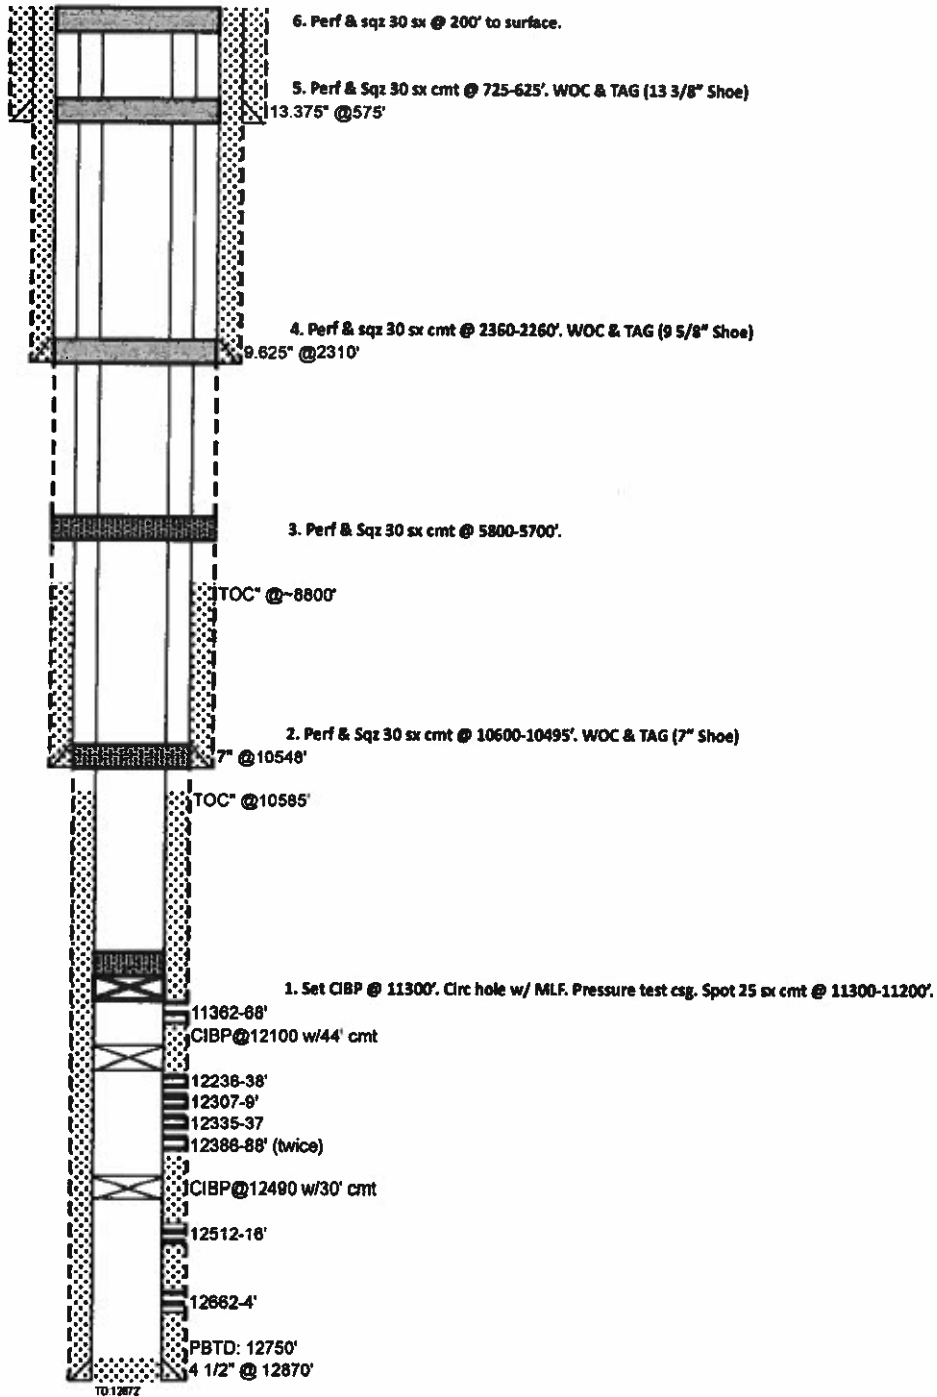 6. Perf & sqz 30 sx @ 200' to surface.
5. Perf & Sqz 30 sx cmt @ 725-625'. WOC & TAG (13 3/8" Shoe)
13.375" @575'
4. Perf & sqz 30 sx cmt @ 2360-2260'. WOC & TAG (9 5/8" Shoe)
9.625" @2310'
3. Perf & Sqz 30 sx cmt @ 5800-5700'.
TOC" @~8800'
2. Perf & Sqz 30 sx cmt @ 10600-10495'. WOC & TAG (7" Shoe)
7" @10548'
TOC" @10585'
1. Set CIBP @ 11300'. Circ hole w/ MLF. Pressure test csg. Spot 25 sx cmt @ 11300-11200'.
11362-68'
CIBP@12100 w/44' cmt
12236-38'
12307-9'
12335-37
12386-88' (twice)
CIBP@12490 w/30' cmt
12512-16'
12662-4'
PBTD: 12750'
4 1/2" @ 12870'
TD:12872'